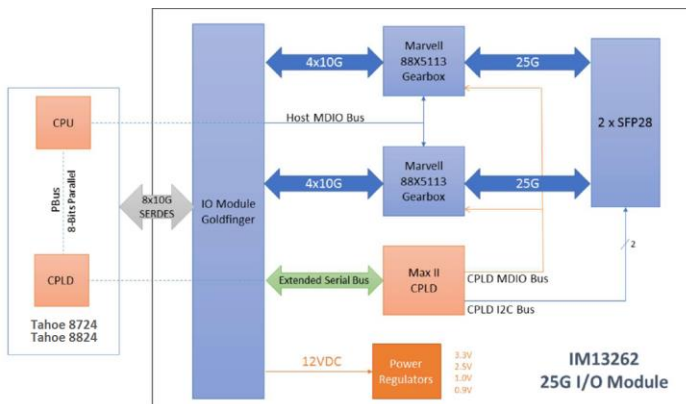 Marvell
88X5113
Gearbox
4x10G
25G
CPU
Host MDIO Bus
2 x SFP28
PBus
8-Bits Parallel
8x10G
SERDES
IO Module
Goldfinger
4x10G
Marvell
88X5113
Gearbox
25G
CPLD
Extended Serial Bus
Max II
CPLD
CPLD MDIO Bus
CPLD I2C Bus
2
Tahoe 8724
Tahoe 8824
12VDC
Power
Regulators
3.3V
2.5V
1.0V
0.9V
IM13262
25G I/O Module